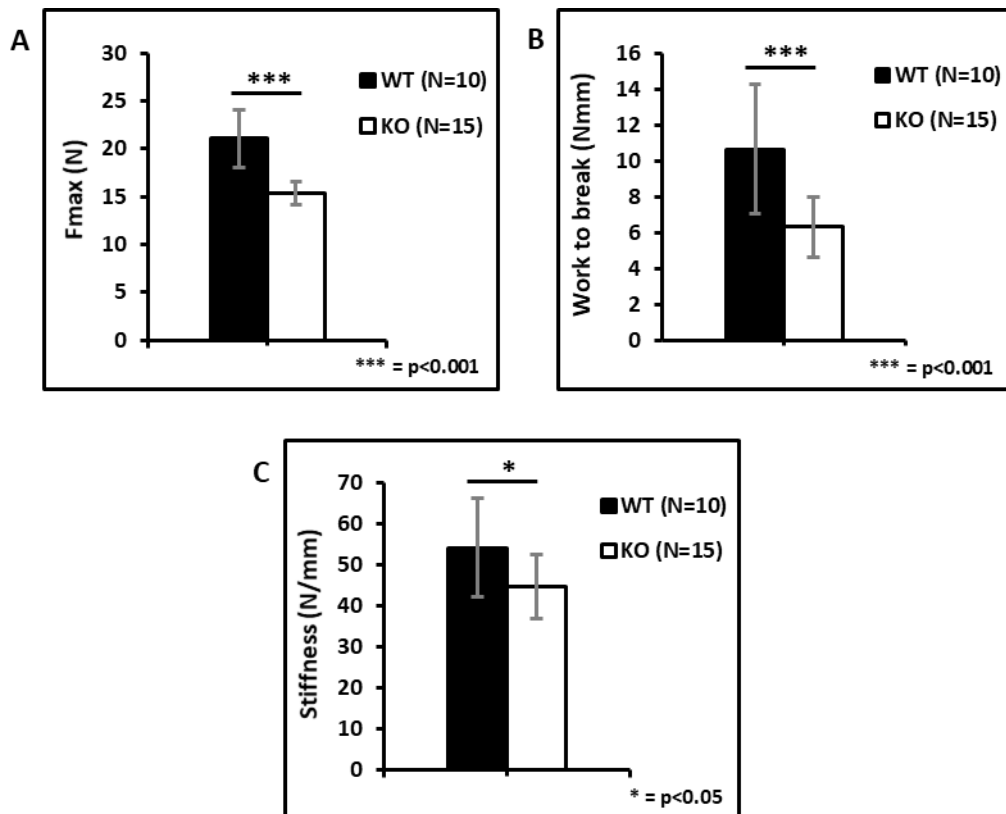 A
Fmax (N)
30
25
20
15
10
5
0
***
WT (N=10)
KO (N=15)
*** = p<0.001
B
Work to break (Nmm)
16
14
12
10
8
6
4
2
0
***
WT (N=10)
KO (N=15)
*** = p<0.001
C
Stiffness (N/mm)
70
60
50
40
30
20
10
0
*
WT (N=10)
KO (N=15)
* = p<0.05